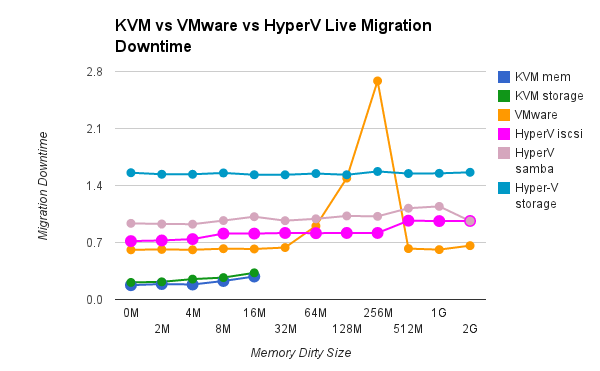 KVM vs VMware vs HyperV Live Migration
Downtime
2.8
2.1
1.4
0.7
0.0
Migration Downtime
0M
2M
4M
8M
16M
32M
64M
128M
256M
512M
1G
2G
Memory Dirty Size
KVM mem
KVM storage
VMware
HyperV iscsi
HyperV
samba
Hyper-V
storage